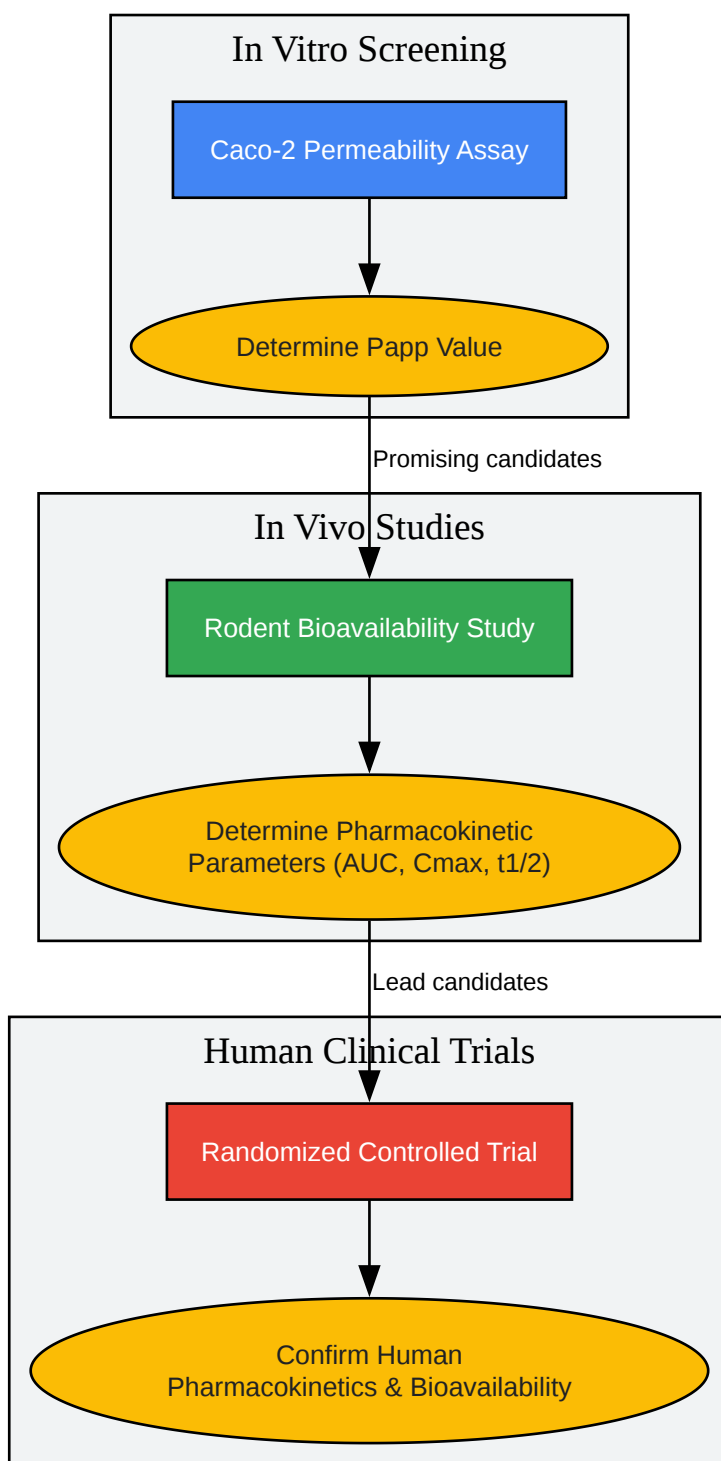 In Vitro Screening
Caco-2 Permeability Assay
Determine Papp Value
Promising candidates
In Vivo Studies
Rodent Bioavailability Study
Determine Pharmacokinetic
Parameters (AUC, Cmax, t1/2)
Lead candidates
Human Clinical Trials
Randomized Controlled Trial
Confirm Human
Pharmacokinetics & Bioavailability